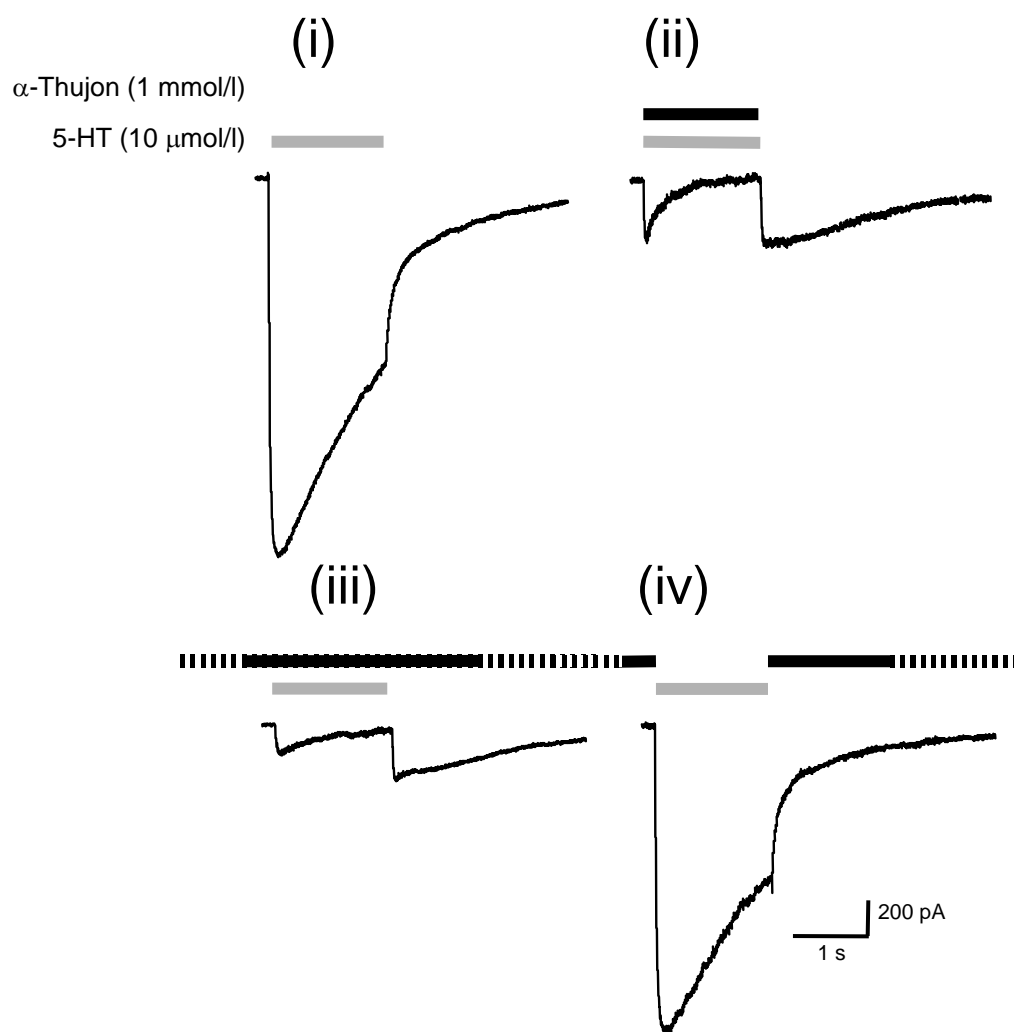 (i)
(ii)
α-Thujon (1 mmol/l)
5-HT (10 μmol/l)
(iii)
(iv)
200 pA
1 s